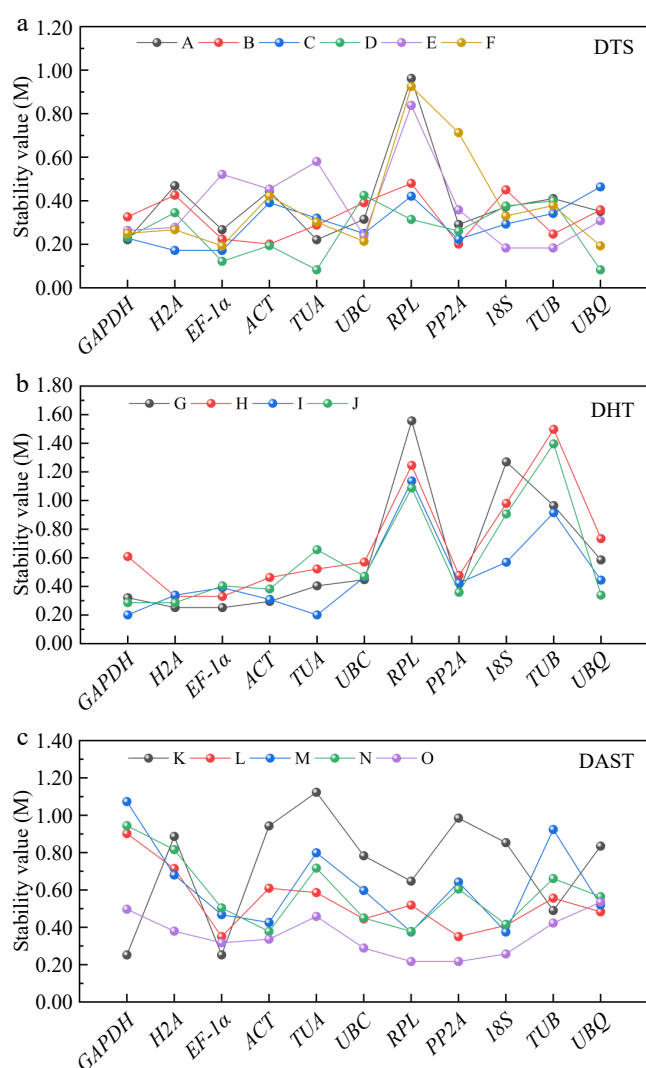 a
1.20
A B C D E F
DTS
1.00
0.80
0.60
0.40
0.20
0.00
Stability value (M)
GAPDH H2A EF-1α ACT TUA UBC RPL PP2A 18S TUB UBQ
b
1.80
G H I J
DHT
1.60
1.40
1.20
1.00
0.80
0.60
0.40
0.20
0.00
Stability value (M)
GAPDH H2A EF-1α ACT TUA UBC RPL PP2A 18S TUB UBQ
c
1.40
K L M N O
DAST
1.20
1.00
0.80
0.60
0.40
0.20
0.00
Stability value (M)
GAPDH H2A EF-1α ACT TUA UBC RPL PP2A 18S TUB UBQ